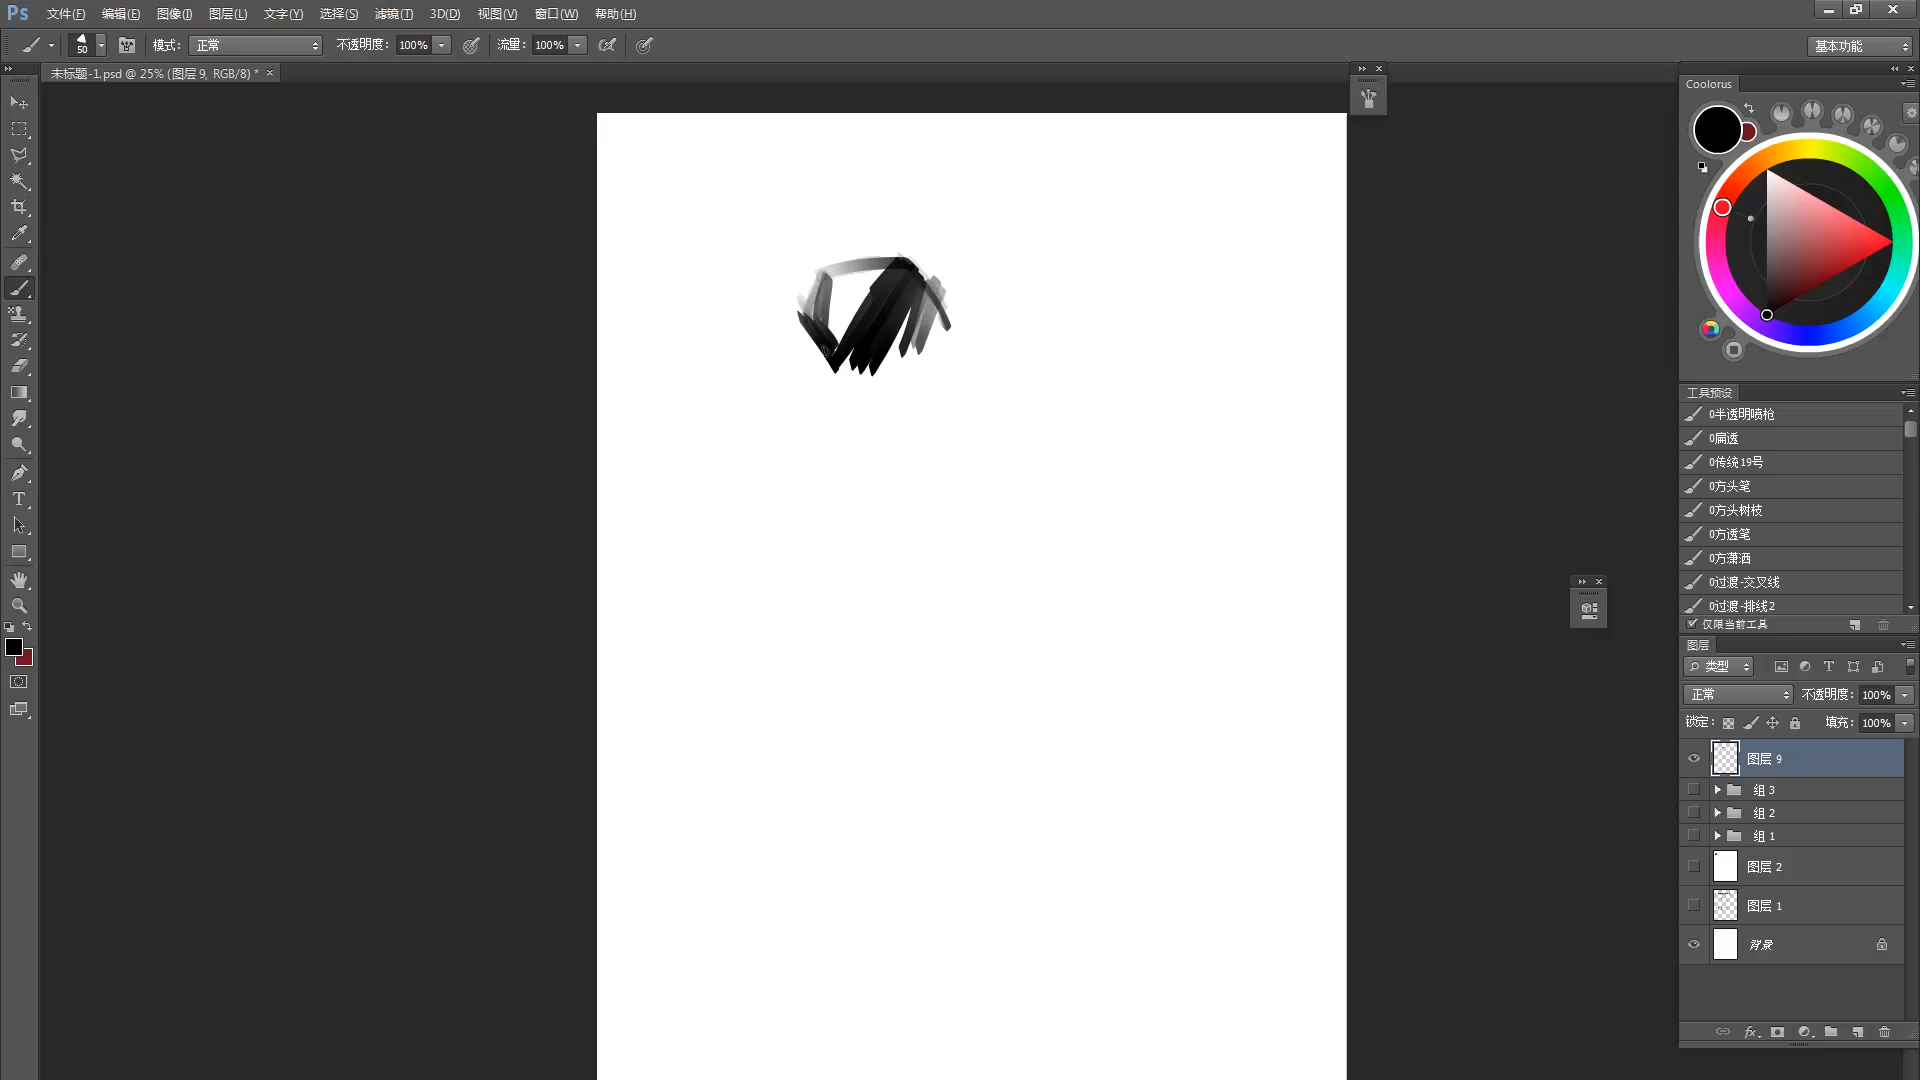 Ps 文件(F) 编辑(E) 图像(I) 图层(L) 文字(Y) 选择(S) 滤镜(T) 3D(D) 视图(V) 窗口(W) 帮助(H)
50 模式: 正常 不透明度: 100% 流量: 100% 基本功能
未标题-1.psd @ 25% (图层 9, RGB/8) *
Coolorus
工具预设
0半透明喷枪
0扁透
0传统19号
0方头笔
0方头树枝
0方透笔
0方潇洒
0过渡-交叉线
0过渡-排线2
仅限当前工具
图层
类型
正常 不透明度: 100%
锁定: 填充: 100%
图层 9
组 3
组 2
组 1
图层 2
图层 1
背景
fx